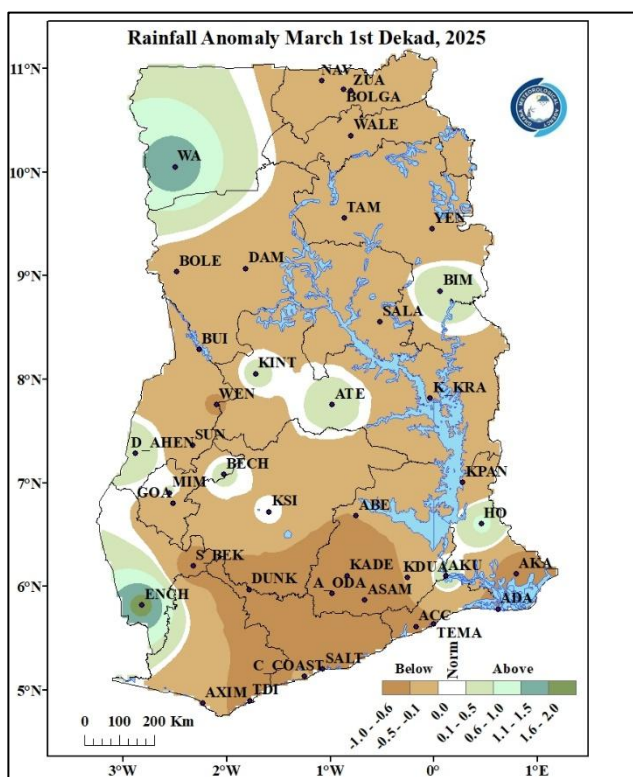 Rainfall Anomaly March 1st Dekad, 2025
11°N
10°N
9°N
8°N
7°N
6°N
5°N
NAV
ZUA
BOLGA
WALE
WA
TAM
YEN
BOLE
DAM
BIM
SALA
BUI
KINT
WEN
ATE
K_KRA
SUN
D_AHEN
BECH
KPAN
MIM
GOA
KSI
ABE
HO
S_BEK
KADE
KDUA
AKU
AKA
DUNK
A_ODA
ASAM
ENCH
ADA
ACC
TEMA
C_COAST
SALT
AXIM
TDI
Below
Norm
Above
-1.0 - -0.6
-0.5 - -0.1
0.0
0.1 - 0.5
0.6 - 1.0
1.1 - 1.5
1.6 - 2.0
0 40 80 120 160 200 Km
3°W
2°W
1°W
0°
1°E